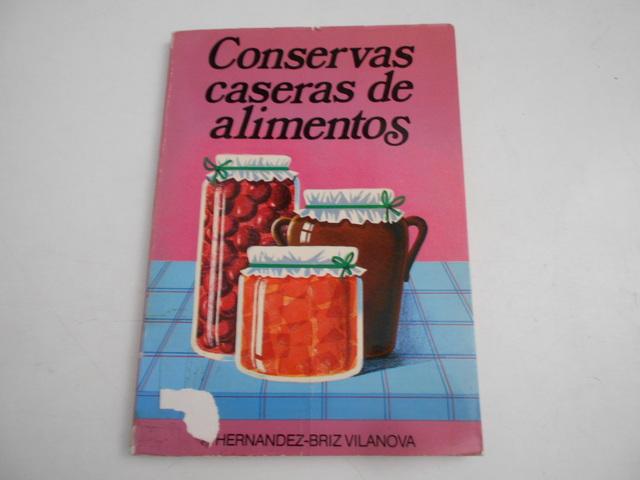 Conservas
caseras de
alimentos
HERNANDEZ-BRIZ VILANOVA